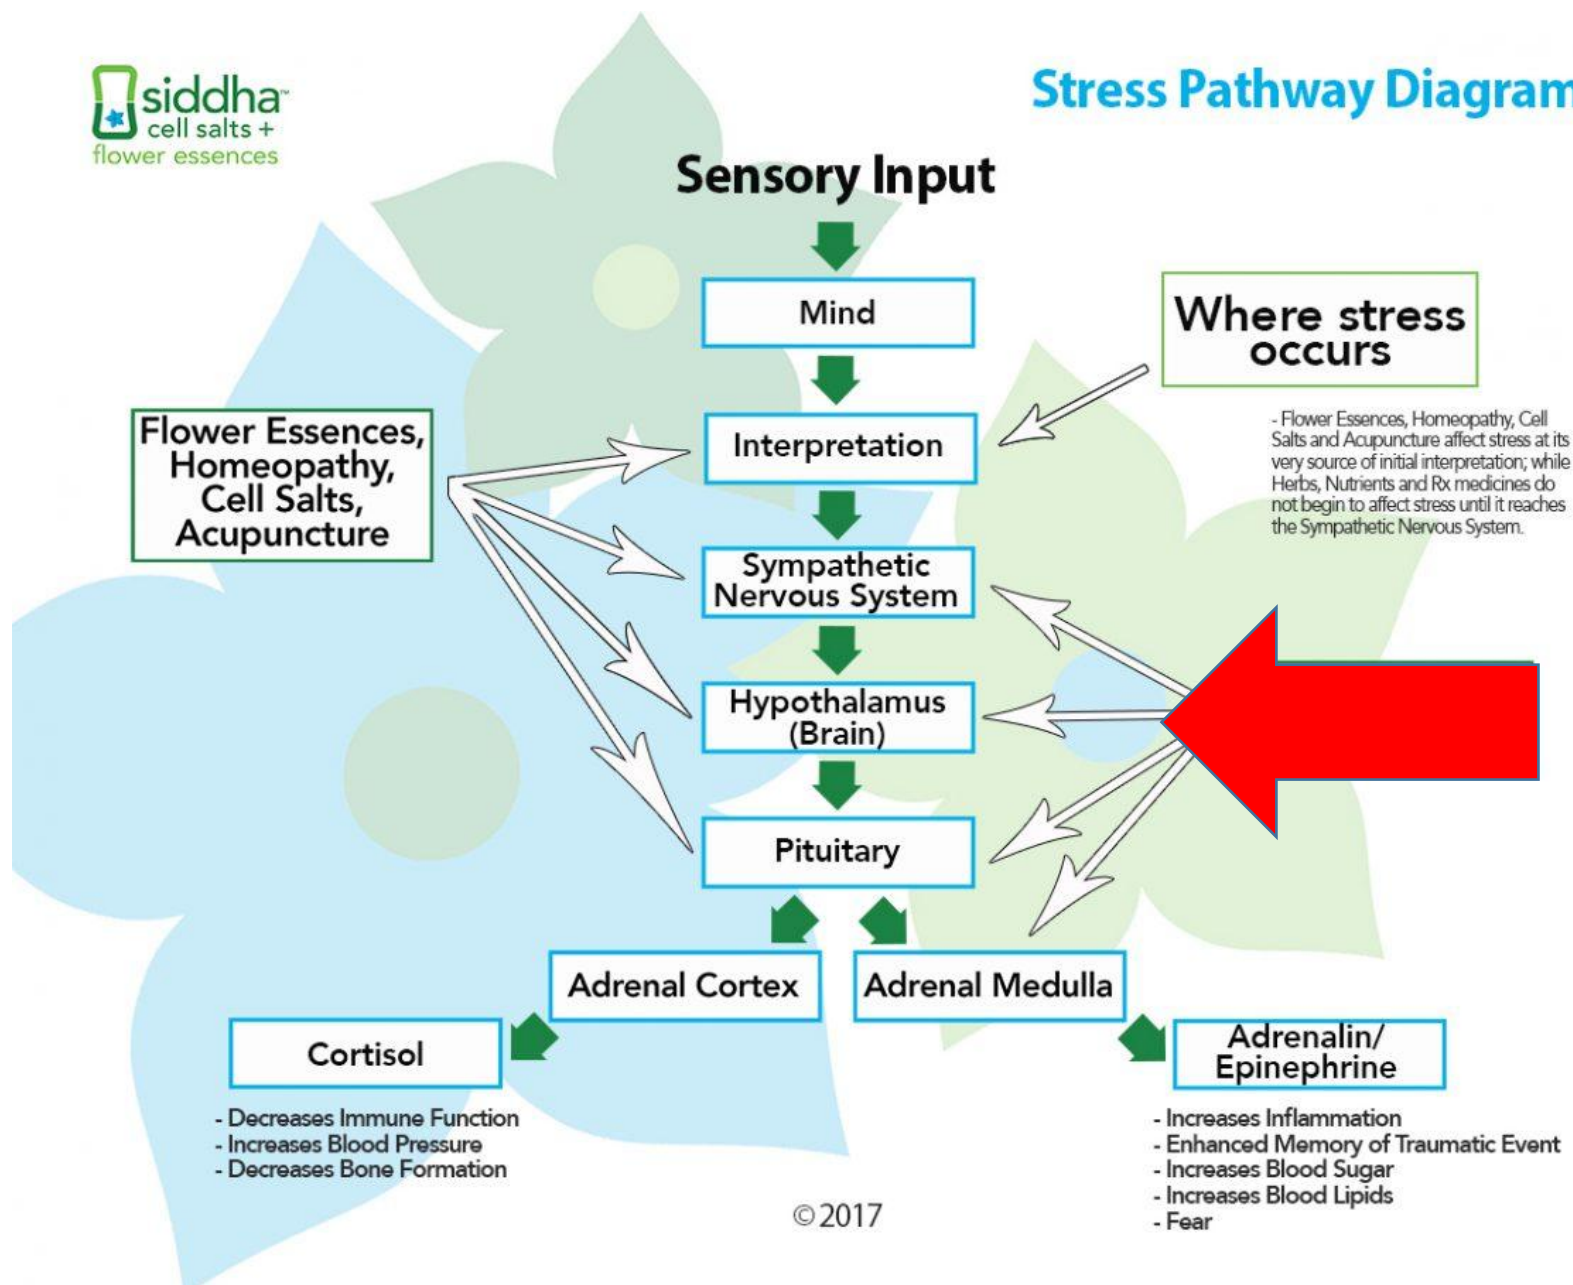 siddha™
cell salts +
flower essences
Stress Pathway Diagram
Sensory Input
Mind
Where stress
occurs
Interpretation
Flower Essences,
Homeopathy,
Cell Salts,
Acupuncture
- Flower Essences, Homeopathy, Cell
Salts and Acupuncture affect stress at its
very source of initial interpretation; while
Herbs, Nutrients and Rx medicines do
not begin to affect stress until it reaches
the Sympathetic Nervous System.
Sympathetic
Nervous System
Hypothalamus
(Brain)
Pituitary
Adrenal Cortex
Adrenal Medulla
Cortisol
- Decreases Immune Function
- Increases Blood Pressure
- Decreases Bone Formation
Adrenalin/
Epinephrine
- Increases Inflammation
- Enhanced Memory of Traumatic Event
- Increases Blood Sugar
- Increases Blood Lipids
- Fear
© 2017